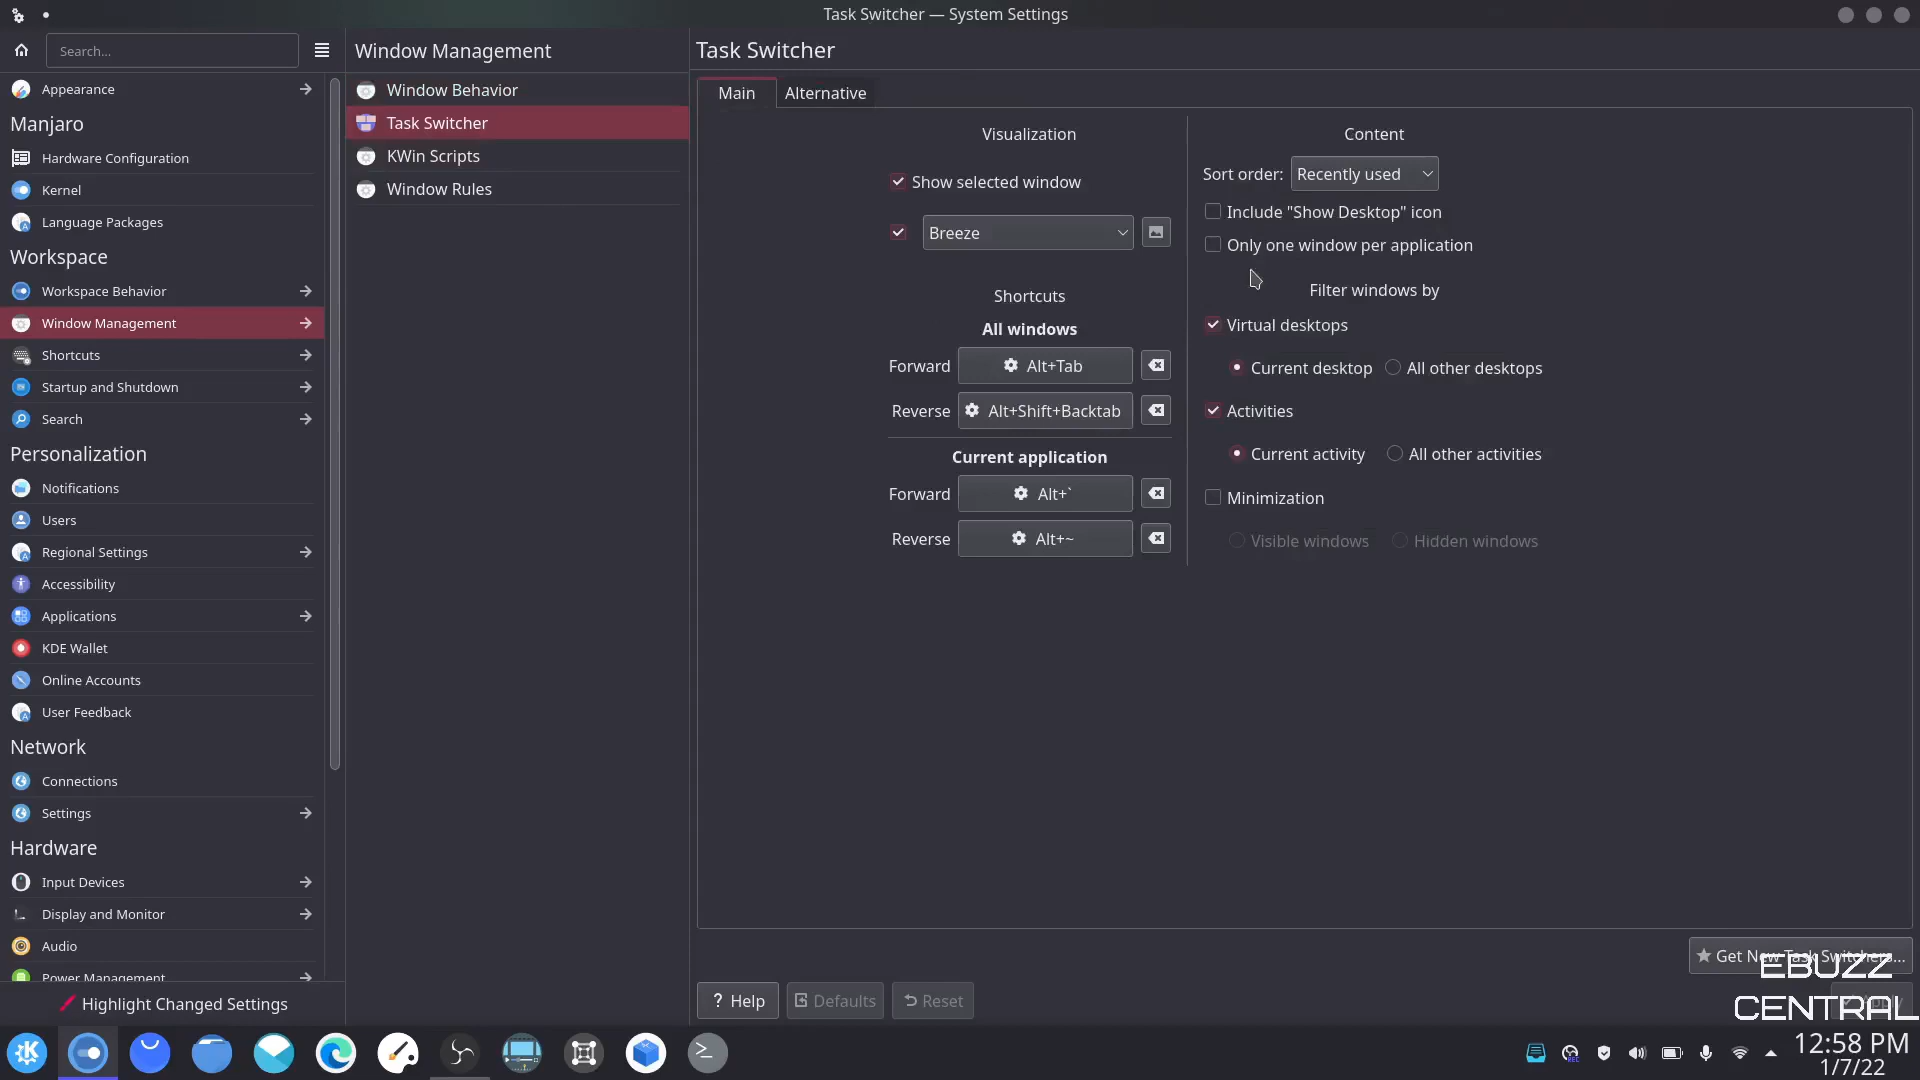 Task Switcher — System Settings
Search...
Appearance
Manjaro
Hardware Configuration
Kernel
Language Packages
Workspace
Workspace Behavior
Window Management
Shortcuts
Startup and Shutdown
Search
Personalization
Notifications
Users
Regional Settings
Accessibility
Applications
KDE Wallet
Online Accounts
User Feedback
Network
Connections
Settings
Hardware
Input Devices
Display and Monitor
Audio
Power Management
Highlight Changed Settings
Window Management
Window Behavior
Task Switcher
KWin Scripts
Window Rules
Task Switcher
Main
Alternative
Visualization
Show selected window
Breeze
Shortcuts
All windows
Forward
Alt+Tab
Reverse
Alt+Shift+Backtab
Current application
Forward
Alt+`
Reverse
Alt+~
Content
Sort order:
Recently used
Include "Show Desktop" icon
Only one window per application
Filter windows by
Virtual desktops
Current desktop
All other desktops
Activities
Current activity
All other activities
Minimization
Visible windows
Hidden windows
Get New Task Switchers...
? Help
Defaults
Reset
EBUZZ
CENTRAL
12:58 PM
1/7/22